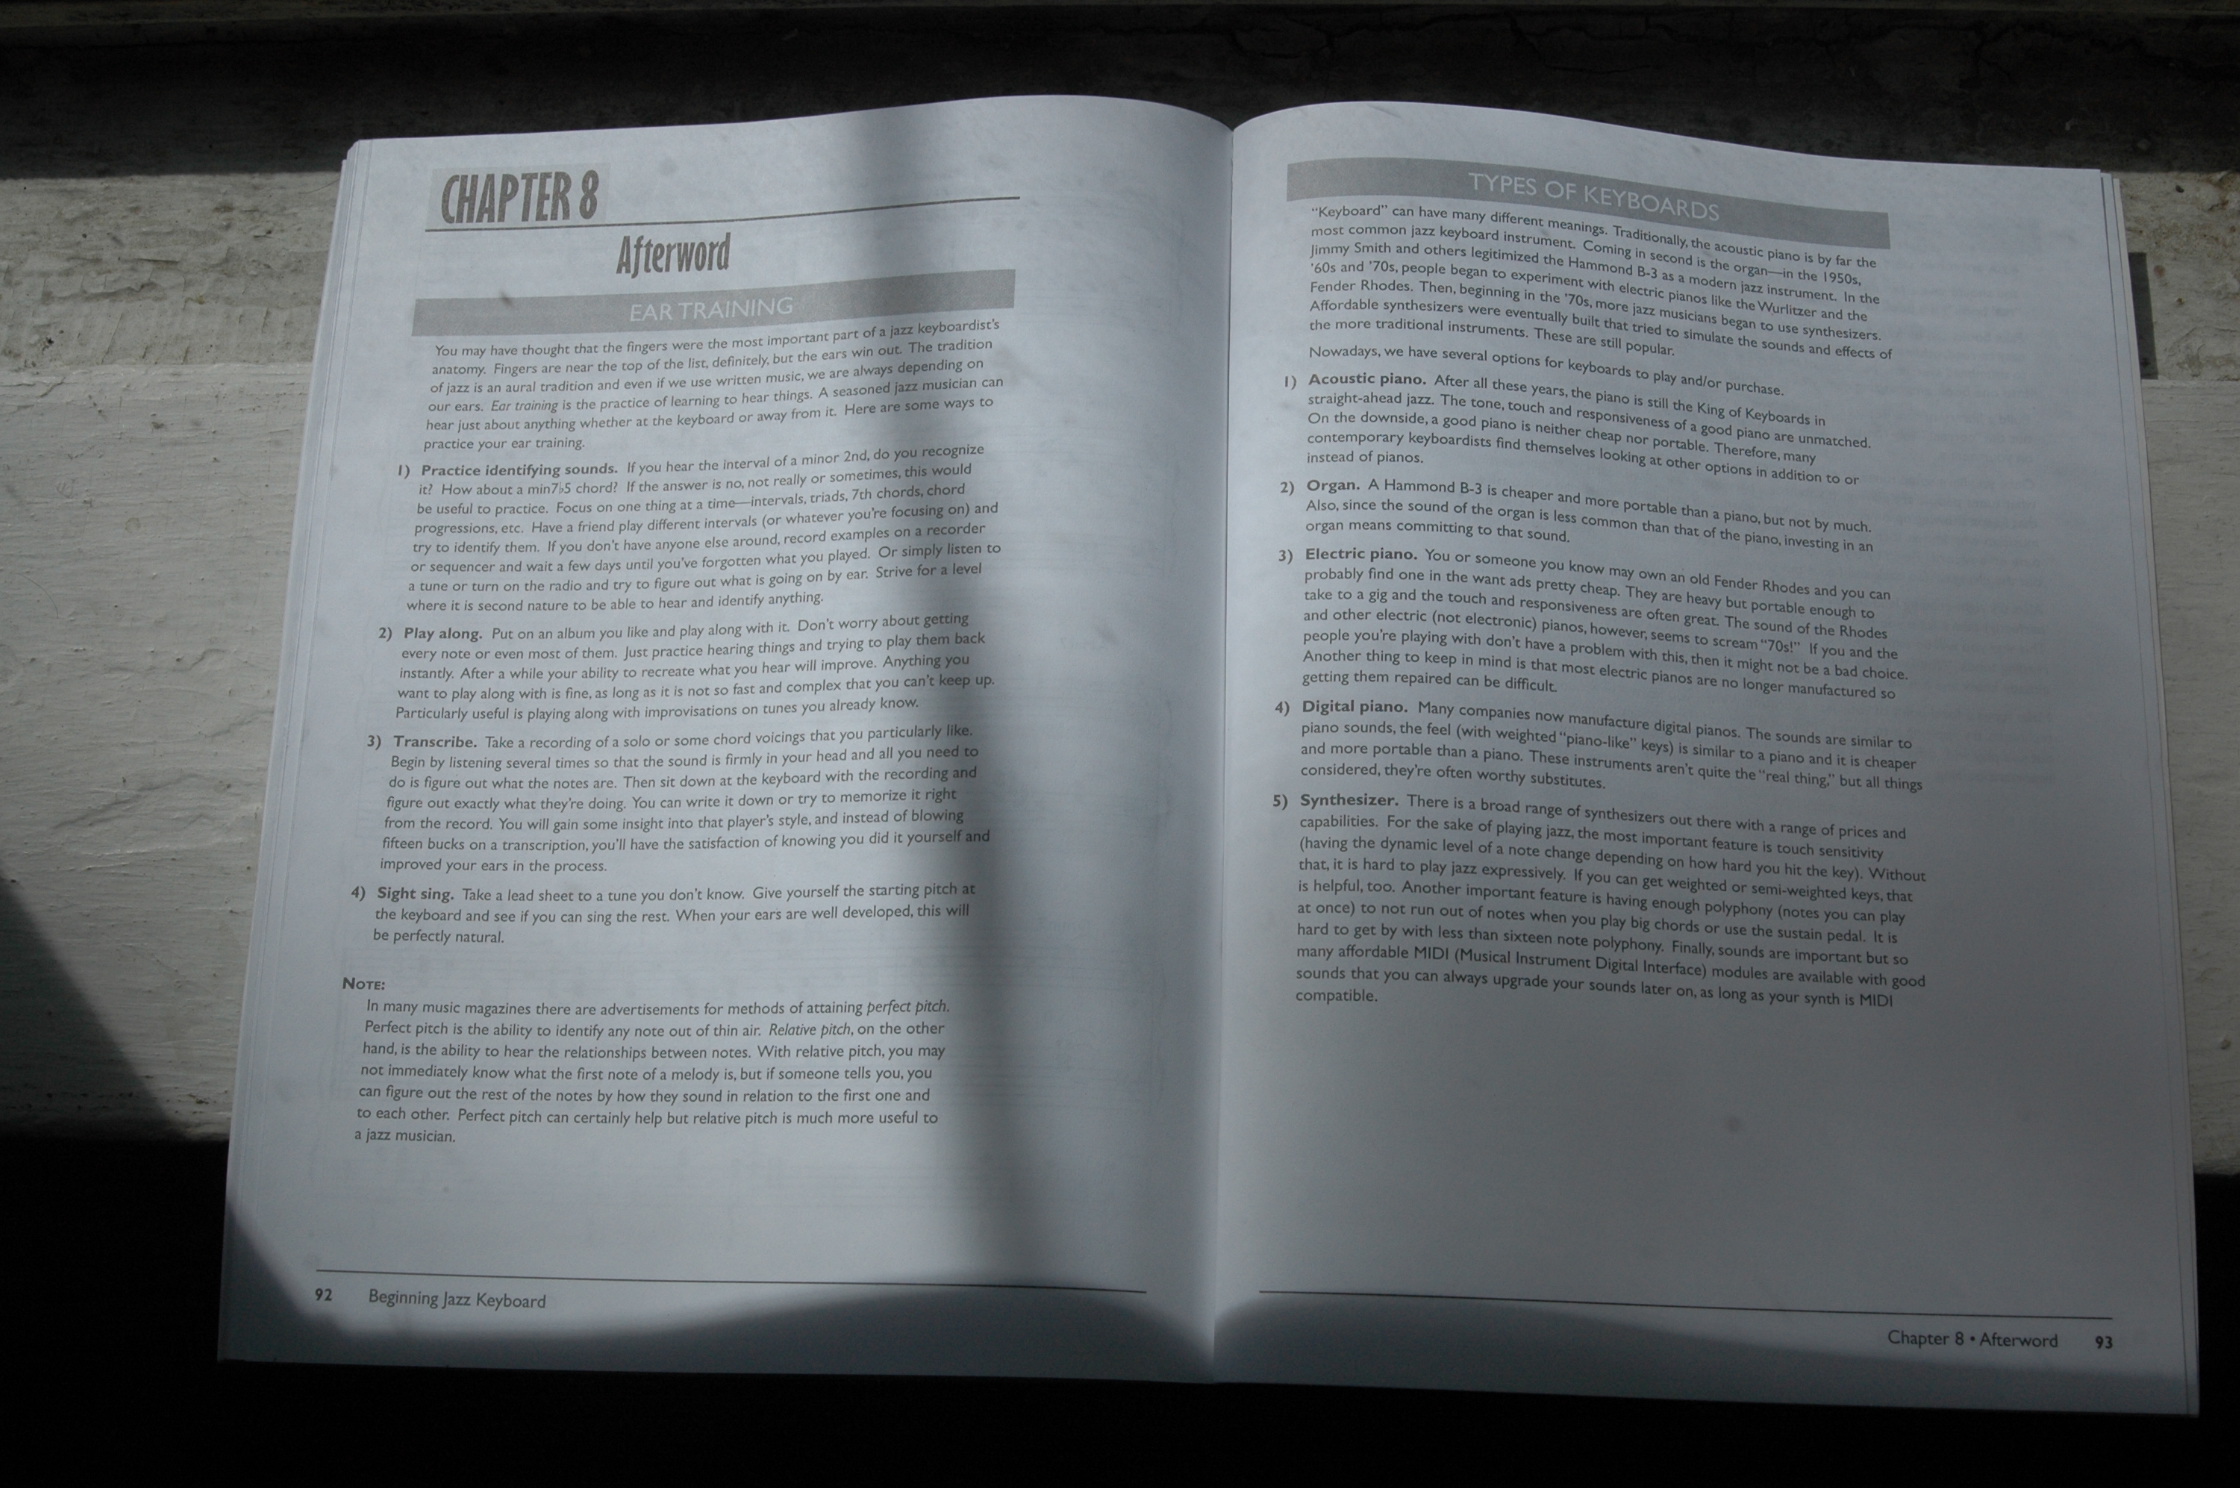 CHAPTER 8
Afterword
EAR TRAINING
You may have thought that the fingers were the most important part of a jazz keyboardist's
anatomy. Fingers are near the top of the list, definitely, but the ears win out. The tradition
of jazz is an aural tradition and even if we use written music, we are always depending on
our ears. Ear training is the practice of learning to hear things. A seasoned jazz musician can
hear just about anything whether at the keyboard or away from it. Here are some ways to
practice your ear training.
1) Practice identifying sounds. If you hear the interval of a minor 2nd, do you recognize
it? How about a min7♭5 chord? If the answer is no, not really or sometimes, this would
be useful to practice. Focus on one thing at a time—intervals, triads, 7th chords, chord
progressions, etc. Have a friend play different intervals (or whatever you're focusing on) and
try to identify them. If you don't have anyone else around, record examples on a recorder
or sequencer and wait a few days until you've forgotten what you played. Or simply listen to
a tune or turn on the radio and try to figure out what is going on by ear. Strive for a level
where it is second nature to be able to hear and identify anything.
2) Play along. Put on an album you like and play along with it. Don't worry about getting
every note or even most of them. Just practice hearing things and trying to play them back
instantly. After a while your ability to recreate what you hear will improve. Anything you
want to play along with is fine, as long as it is not so fast and complex that you can't keep up.
Particularly useful is playing along with improvisations on tunes you already know.
3) Transcribe. Take a recording of a solo or some chord voicings that you particularly like.
Begin by listening several times so that the sound is firmly in your head and all you need to
do is figure out what the notes are. Then sit down at the keyboard with the recording and
figure out exactly what they're doing. You can write it down or try to memorize it right
from the record. You will gain some insight into that player's style, and instead of blowing
fifteen bucks on a transcription, you'll have the satisfaction of knowing you did it yourself and
improved your ears in the process.
4) Sight sing. Take a lead sheet to a tune you don't know. Give yourself the starting pitch at
the keyboard and see if you can sing the rest. When your ears are well developed, this will
be perfectly natural.
NOTE:
In many music magazines there are advertisements for methods of attaining perfect pitch.
Perfect pitch is the ability to identify any note out of thin air. Relative pitch, on the other
hand, is the ability to hear the relationships between notes. With relative pitch, you may
not immediately know what the first note of a melody is, but if someone tells you, you
can figure out the rest of the notes by how they sound in relation to the first one and
to each other. Perfect pitch can certainly help but relative pitch is much more useful to
a jazz musician.
92 Beginning Jazz Keyboard
TYPES OF KEYBOARDS
"Keyboard" can have many different meanings. Traditionally, the acoustic piano is by far the
most common jazz keyboard instrument. Coming in second is the organ—in the 1950s,
Jimmy Smith and others legitimized the Hammond B-3 as a modern jazz instrument. In the
'60s and '70s, people began to experiment with electric pianos like the Wurlitzer and the
Fender Rhodes. Then, beginning in the '70s, more jazz musicians began to use synthesizers.
Affordable synthesizers were eventually built that tried to simulate the sounds and effects of
the more traditional instruments. These are still popular.
Nowadays, we have several options for keyboards to play and/or purchase.
1) Acoustic piano. After all these years, the piano is still the King of Keyboards in
straight-ahead jazz. The tone, touch and responsiveness of a good piano are unmatched.
On the downside, a good piano is neither cheap nor portable. Therefore, many
contemporary keyboardists find themselves looking at other options in addition to or
instead of pianos.
2) Organ. A Hammond B-3 is cheaper and more portable than a piano, but not by much.
Also, since the sound of the organ is less common than that of the piano, investing in an
organ means committing to that sound.
3) Electric piano. You or someone you know may own an old Fender Rhodes and you can
probably find one in the want ads pretty cheap. They are heavy but portable enough to
take to a gig and the touch and responsiveness are often great. The sound of the Rhodes
and other electric (not electronic) pianos, however, seems to scream "70s!" If you and the
people you're playing with don't have a problem with this, then it might not be a bad choice.
Another thing to keep in mind is that most electric pianos are no longer manufactured so
getting them repaired can be difficult.
4) Digital piano. Many companies now manufacture digital pianos. The sounds are similar to
piano sounds, the feel (with weighted "piano-like" keys) is similar to a piano and it is cheaper
and more portable than a piano. These instruments aren't quite the "real thing," but all things
considered, they're often worthy substitutes.
5) Synthesizer. There is a broad range of synthesizers out there with a range of prices and
capabilities. For the sake of playing jazz, the most important feature is touch sensitivity
(having the dynamic level of a note change depending on how hard you hit the key). Without
that, it is hard to play jazz expressively. If you can get weighted or semi-weighted keys, that
is helpful, too. Another important feature is having enough polyphony (notes you can play
at once) to not run out of notes when you play big chords or use the sustain pedal. It is
hard to get by with less than sixteen note polyphony. Finally, sounds are important but so
many affordable MIDI (Musical Instrument Digital Interface) modules are available with good
sounds that you can always upgrade your sounds later on, as long as your synth is MIDI
compatible.
Chapter 8 • Afterword 93